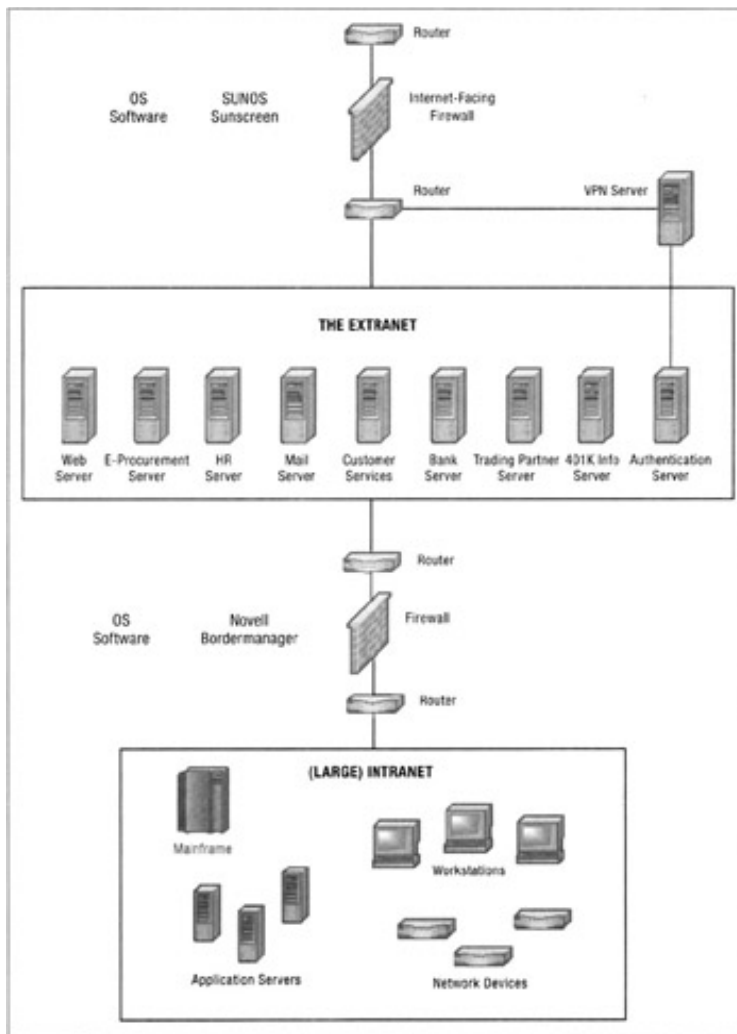 Router
OS SUNOS
Software Sunscreen
Internet-Facing
Firewall
Router
VPN Server
THE EXTRANET
Web E-Procurement HR Mail Customer Bank Trading Partner 401K Info Authentication
Server Server Server Server Services Server Server Server Server
Router
OS Novell
Software Bordermanager
Firewall
Router
(LARGE) INTRANET
Mainframe
Workstations
Application Servers
Network Devices